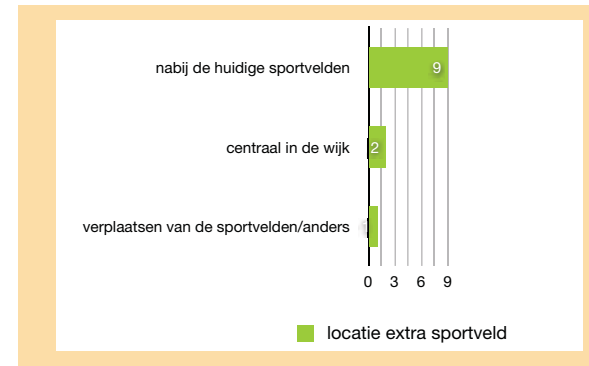 nabij de huidige sportvelden 9
centraal in de wijk 2
verplaatsen van de sportvelden/anders
0 3 6 9
locatie extra sportveld